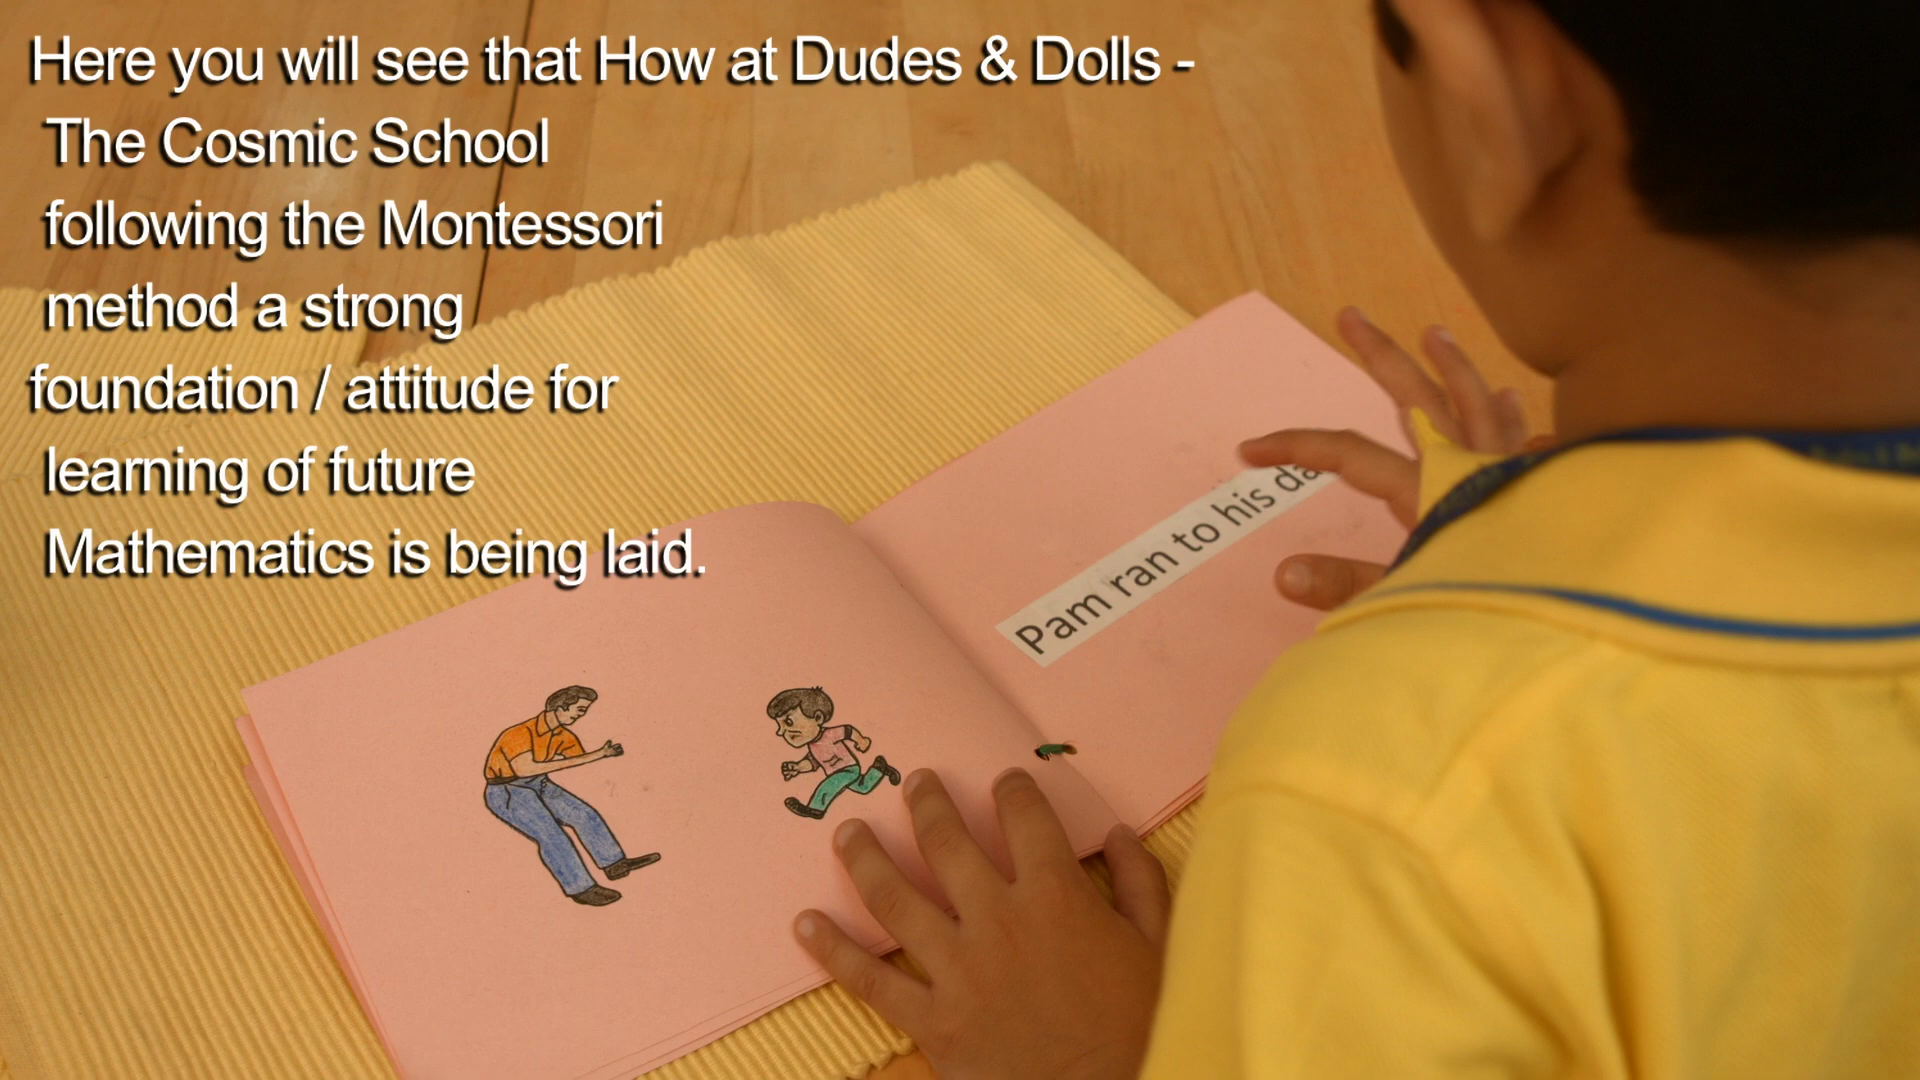 Here you will see that How at Dudes & Dolls -
The Cosmic School
following the Montessori
method a strong
foundation / attitude for
learning of future
Mathematics is being laid.
Pam ran to his